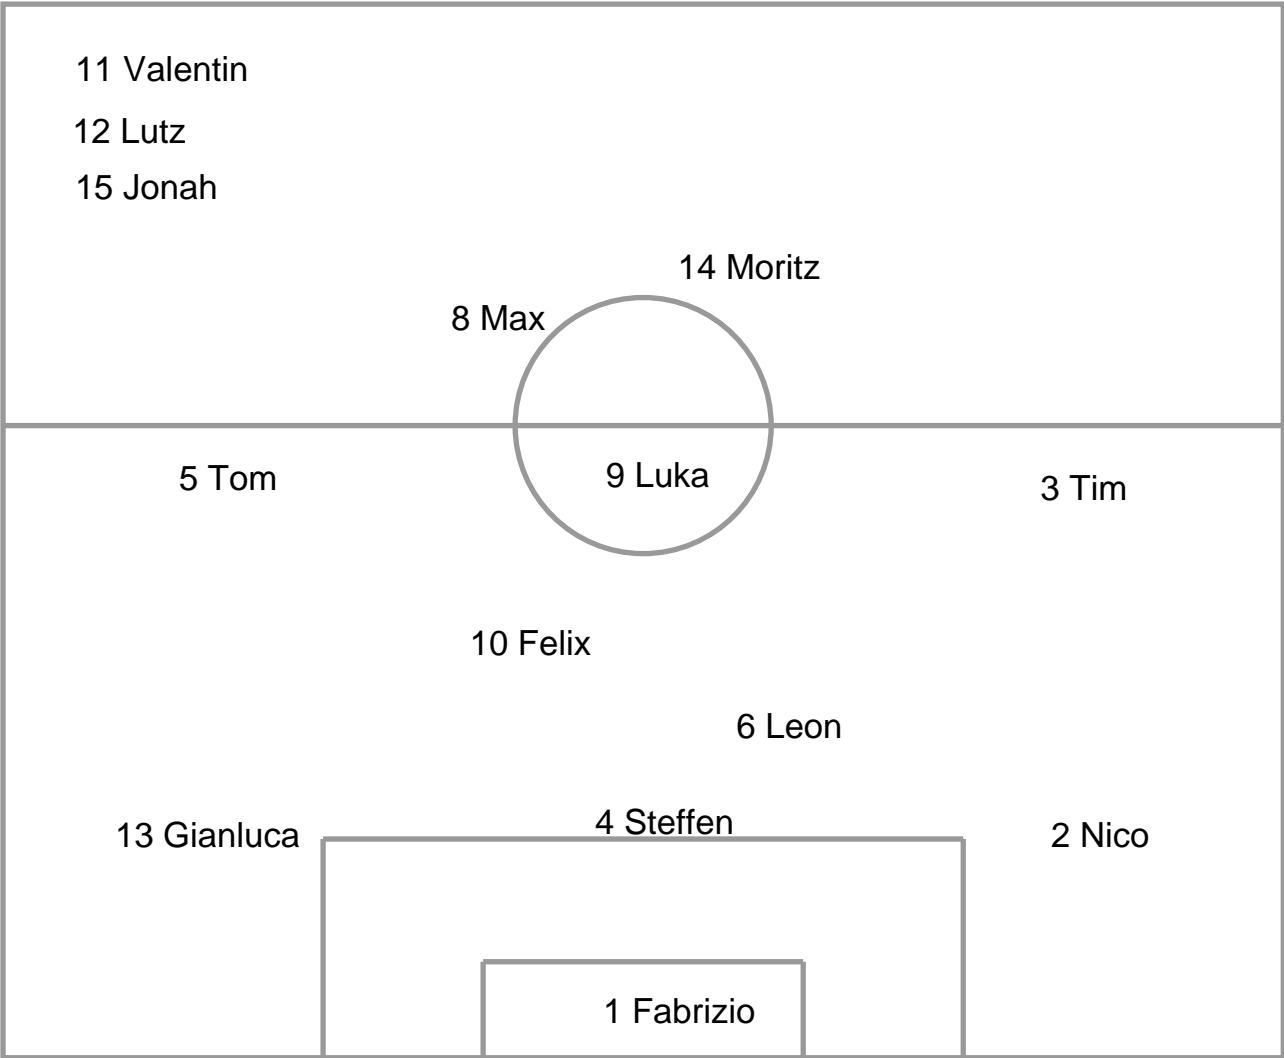 11 Valentin
12 Lutz
15 Jonah
14 Moritz
8 Max
5 Tom
9 Luka
3 Tim
10 Felix
6 Leon
13 Gianluca
4 Steffen
2 Nico
1 Fabrizio